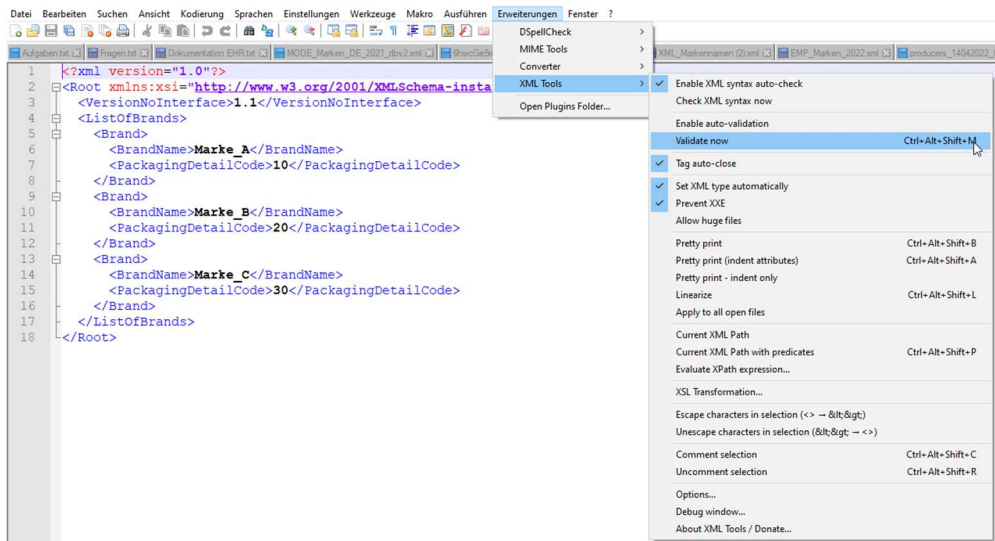 Datei Bearbeiten Suchen Ansicht Kodierung Sprachen Einstellungen Werkzeuge Makro Ausführen Erweiterungen Fenster ?
Aufgaben.txt Fragen.txt Dokumentation EHR.txt MODE_Marken_DE_2021_dbv2.xml XML_Markennamen (2).xml EMP_Marken_2022.xml producers_14042022_
DSpellCheck >
MIME Tools >
Converter >
XML Tools >
Open Plugins Folder...
Enable XML syntax auto-check
Check XML syntax now
Enable auto-validation
Validate now Ctrl+Alt+Shift+M
Tag auto-close
Set XML type automatically
Prevent XXE
Allow huge files
Pretty print Ctrl+Alt+Shift+B
Pretty print (indent attributes) Ctrl+Alt+Shift+A
Pretty print - indent only
Linearize Ctrl+Alt+Shift+L
Apply to all open files
Current XML Path
Current XML Path with predicates Ctrl+Alt+Shift+P
Evaluate XPath expression...
XSL Transformation...
Escape characters in selection (<> → &lt;&gt;)
Unescape characters in selection (&lt;&gt; → <>)
Comment selection Ctrl+Alt+Shift+C
Uncomment selection Ctrl+Alt+Shift+R
Options...
Debug window...
About XML Tools / Donate...
1 <?xml version="1.0"?>
2 <Root xmlns:xsi="http://www.w3.org/2001/XMLSchema-insta
3 <VersionNoInterface>1.1</VersionNoInterface>
4 <ListOfBrands>
5 <Brand>
6 <BrandName>Marke_A</BrandName>
7 <PackagingDetailCode>10</PackagingDetailCode>
8 </Brand>
9 <Brand>
10 <BrandName>Marke_B</BrandName>
11 <PackagingDetailCode>20</PackagingDetailCode>
12 </Brand>
13 <Brand>
14 <BrandName>Marke_C</BrandName>
15 <PackagingDetailCode>30</PackagingDetailCode>
16 </Brand>
17 </ListOfBrands>
18 </Root>